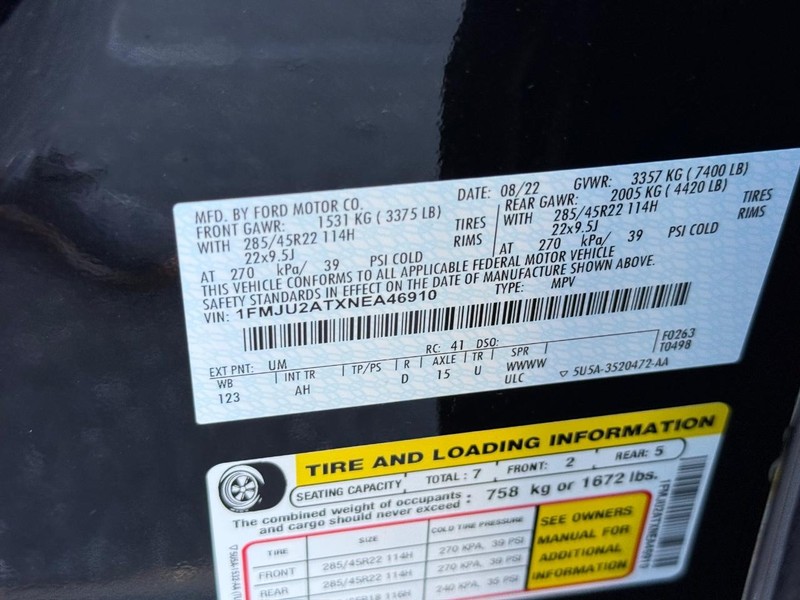 MFD. BY FORD MOTOR CO. DATE: 08/22 GVWR: 3357 KG ( 7400 LB)
FRONT GAWR: 1531 KG ( 3375 LB) REAR GAWR: 2005 KG ( 4420 LB)
WITH 285/45R22 114H TIRES WITH 285/45R22 114H TIRES
22x9.5J RIMS 22x9.5J RIMS
AT 270 kPa/ 39 PSI COLD AT 270 kPa/ 39 PSI COLD
THIS VEHICLE CONFORMS TO ALL APPLICABLE FEDERAL MOTOR VEHICLE
SAFETY STANDARDS IN EFFECT ON THE DATE OF MANUFACTURE SHOWN ABOVE.
VIN: 1FMJU2ATXNEA46910 TYPE: MPV
F0263
T0498
EXT PNT: UM RC: 41 DSO:
WB INT TR TP/PS R AXLE TR SPR
123 AH D 15 U WWWW
ULC ▽ 5U5A-3520472-AA
TIRE AND LOADING INFORMATION
SEATING CAPACITY TOTAL : 7 FRONT: 2 REAR: 5
The combined weight of occupants
and cargo should never exceed : 758 kg or 1672 lbs.
TIRE SIZE COLD TIRE PRESSURE
FRONT 285/45R22 114H 270 KPA, 39 PSI
REAR 285/45R22 114H 270 KPA, 39 PSI
116H 240 KPA, 35 PSI
SEE OWNERS
MANUAL FOR
ADDITIONAL
INFORMATION
1FMJU2ATXNEA46910